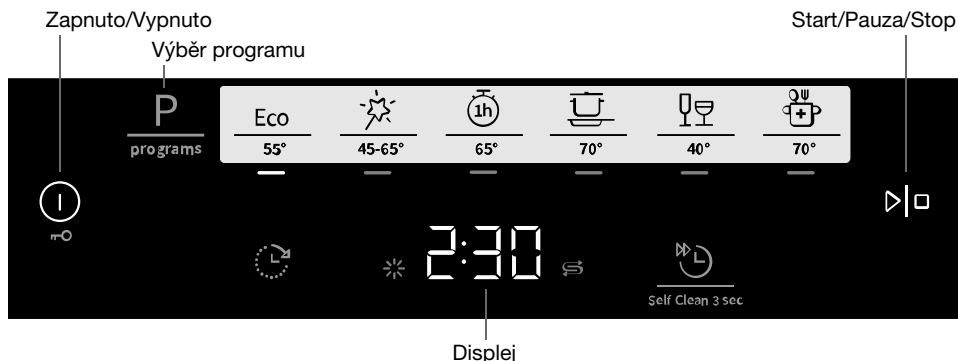 Zapnuto/Vypnuto
Start/Pauza/Stop
Výběr programu
P
programs
Eco
1h
55°
45-65°
65°
70°
40°
70°
2:30
Self Clean 3 sec
Displej